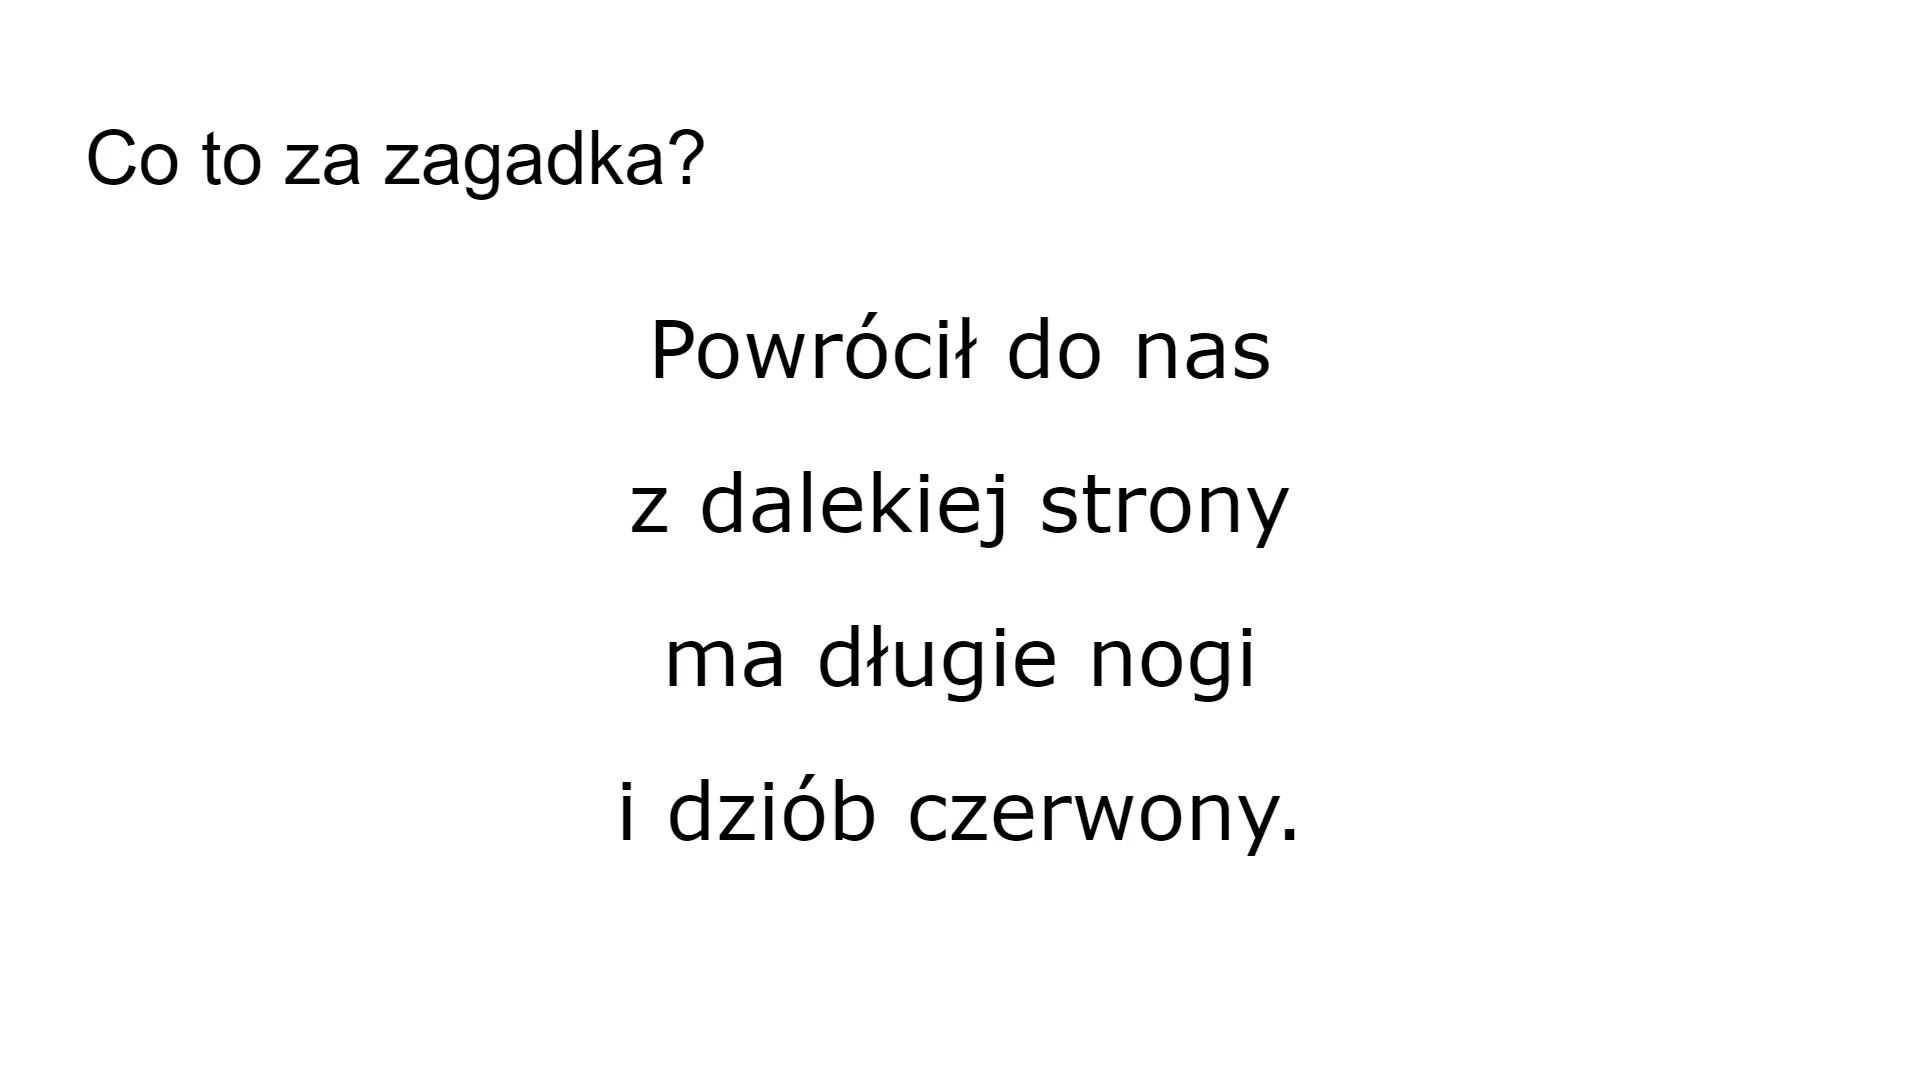 Co to za zagadka?
Powrócił do nas
z dalekiej strony
ma długie nogi
i dziób czerwony.